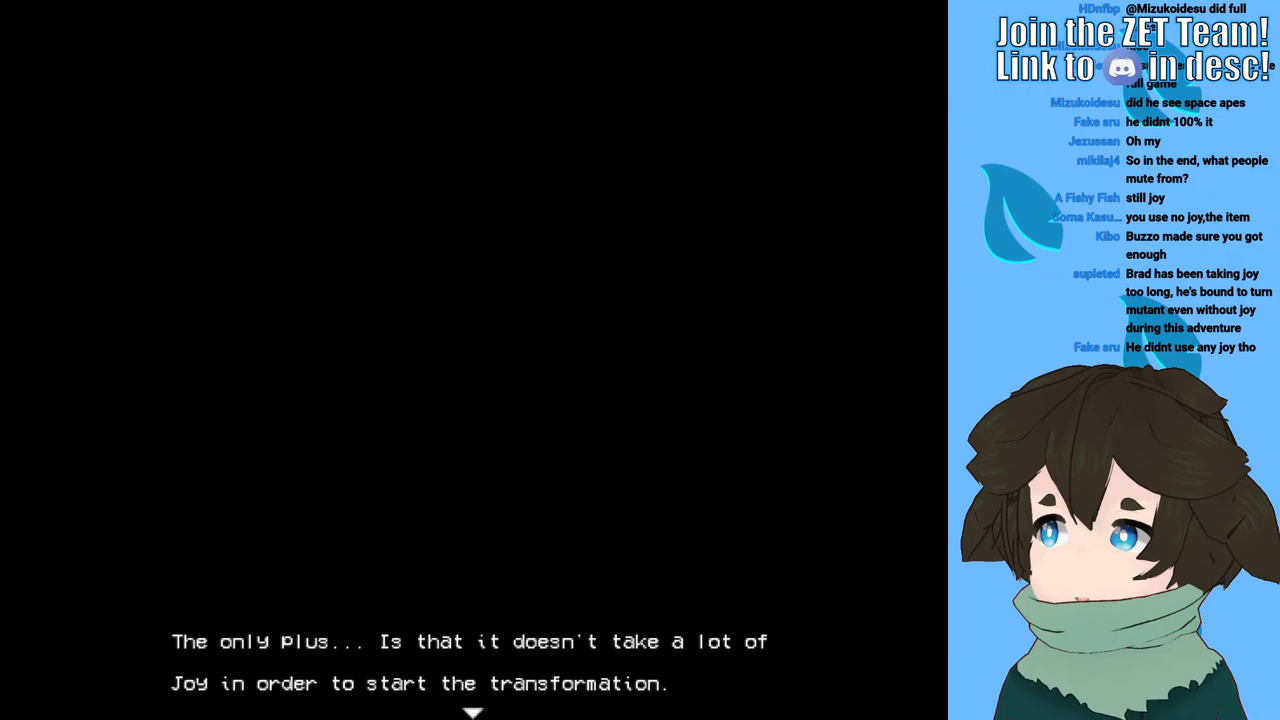 The only plus... Is that it doesn't take a lot of
Joy in order to start the transformation.
HDnfbp @Mizukoidesu did full
Join the ZET Team!
Link to in desc!
full game
Mizukoidesu did he see space apes
Fake sru he didnt 100% it
Jezussan Oh my
mikilaj4 So in the end, what people
mute from?
A Fishy Fish still joy
Soma Kasu... you use no joy,the item
Kibo Buzzo made sure you got
enough
supleted Brad has been taking joy
too long, he's bound to turn
mutant even without joy
during this adventure
Fake sru He didnt use any joy tho